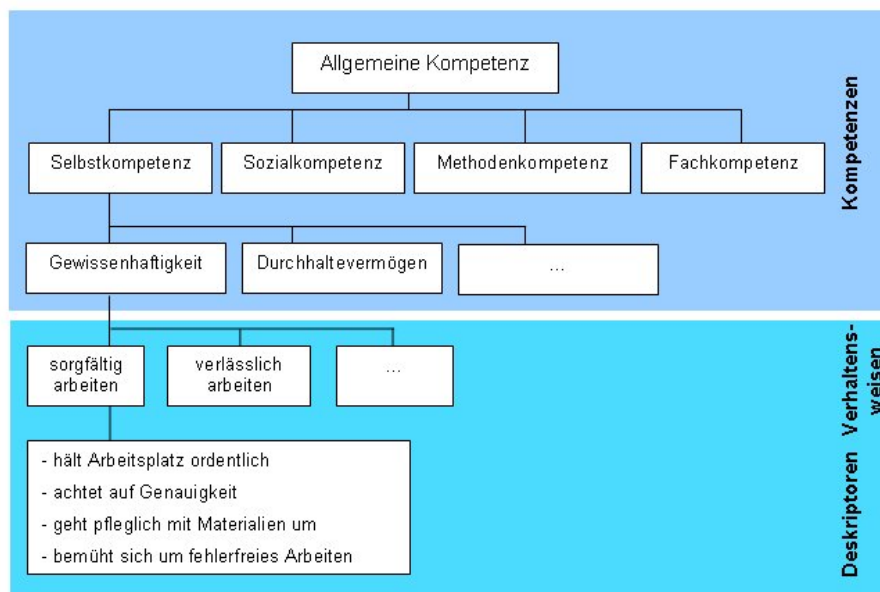 Allgemeine Kompetenz
Selbstkompetenz
Sozialkompetenz
Methodenkompetenz
Fachkompetenz
Kompetenzen
Gewissenhaftigkeit
Durchhaltevermögen
...
sorgfältig
arbeiten
verlässlich
arbeiten
...
Verhaltens-
weisen
- hält Arbeitsplatz ordentlich
- achtet auf Genauigkeit
- geht pfleglich mit Materialien um
- bemüht sich um fehlerfreies Arbeiten
Deskriptoren